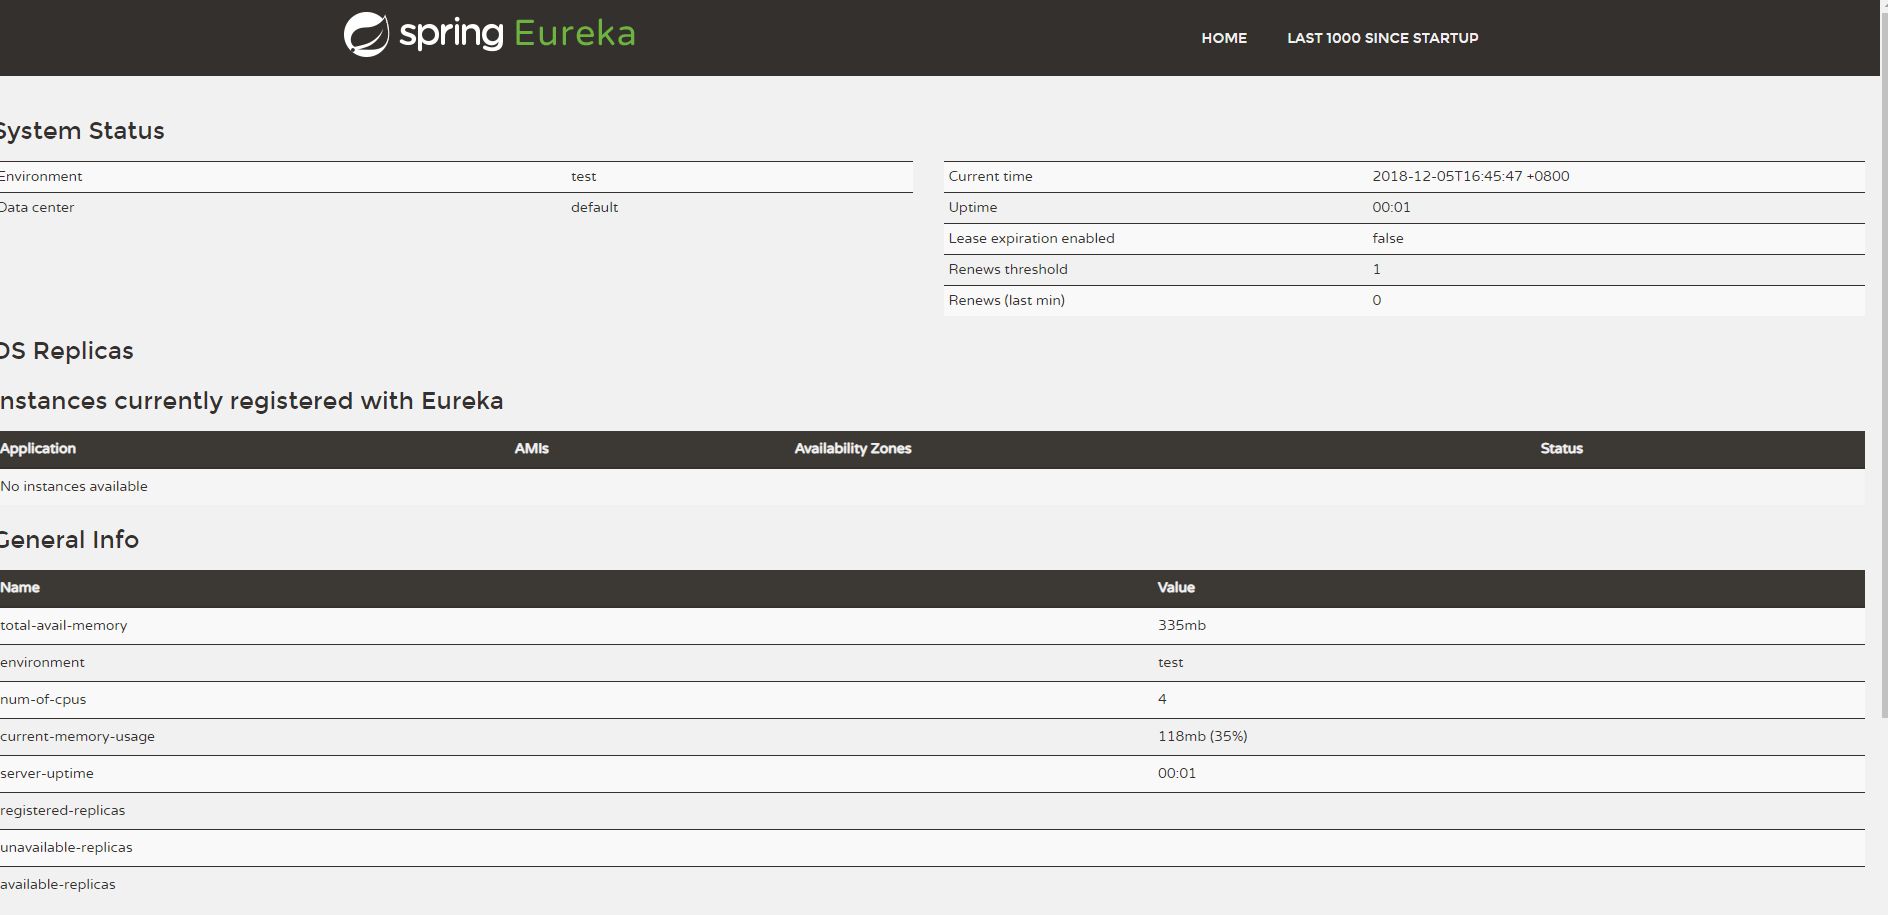 spring Eureka
HOME LAST 1000 SINCE STARTUP
System Status
Environment test
Data center default
Current time 2018-12-05T16:45:47 +0800
Uptime 00:01
Lease expiration enabled false
Renews threshold 1
Renews (last min) 0
DS Replicas
nstances currently registered with Eureka
Application AMIs Availability Zones Status
No instances available
General Info
Name Value
total-avail-memory 335mb
environment test
num-of-cpus 4
current-memory-usage 118mb (35%)
server-uptime 00:01
registered-replicas
unavailable-replicas
available-replicas